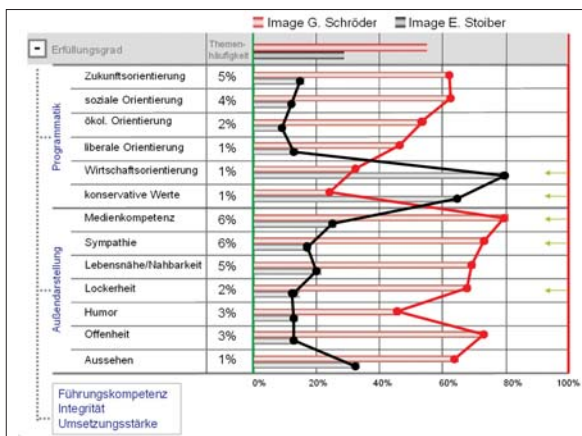 Image G. Schröder Image E. Stoiber
- Erfüllungsgrad Themen-
häufigkeit
Programmatik
Zukunftsorientierung 5%
soziale Orientierung 4%
ökol. Orientierung 2%
liberale Orientierung 1%
Wirtschaftsorientierung 1%
konservative Werte 1%
Außendarstellung
Medienkompetenz 6%
Sympathie 6%
Lebensnähe/Nahbarkeit 5%
Lockerheit 2%
Humor 3%
Offenheit 3%
Aussehen 1%
0% 20% 40% 60% 80% 100%
Führungskompetenz
Integrität
Umsetzungsstärke